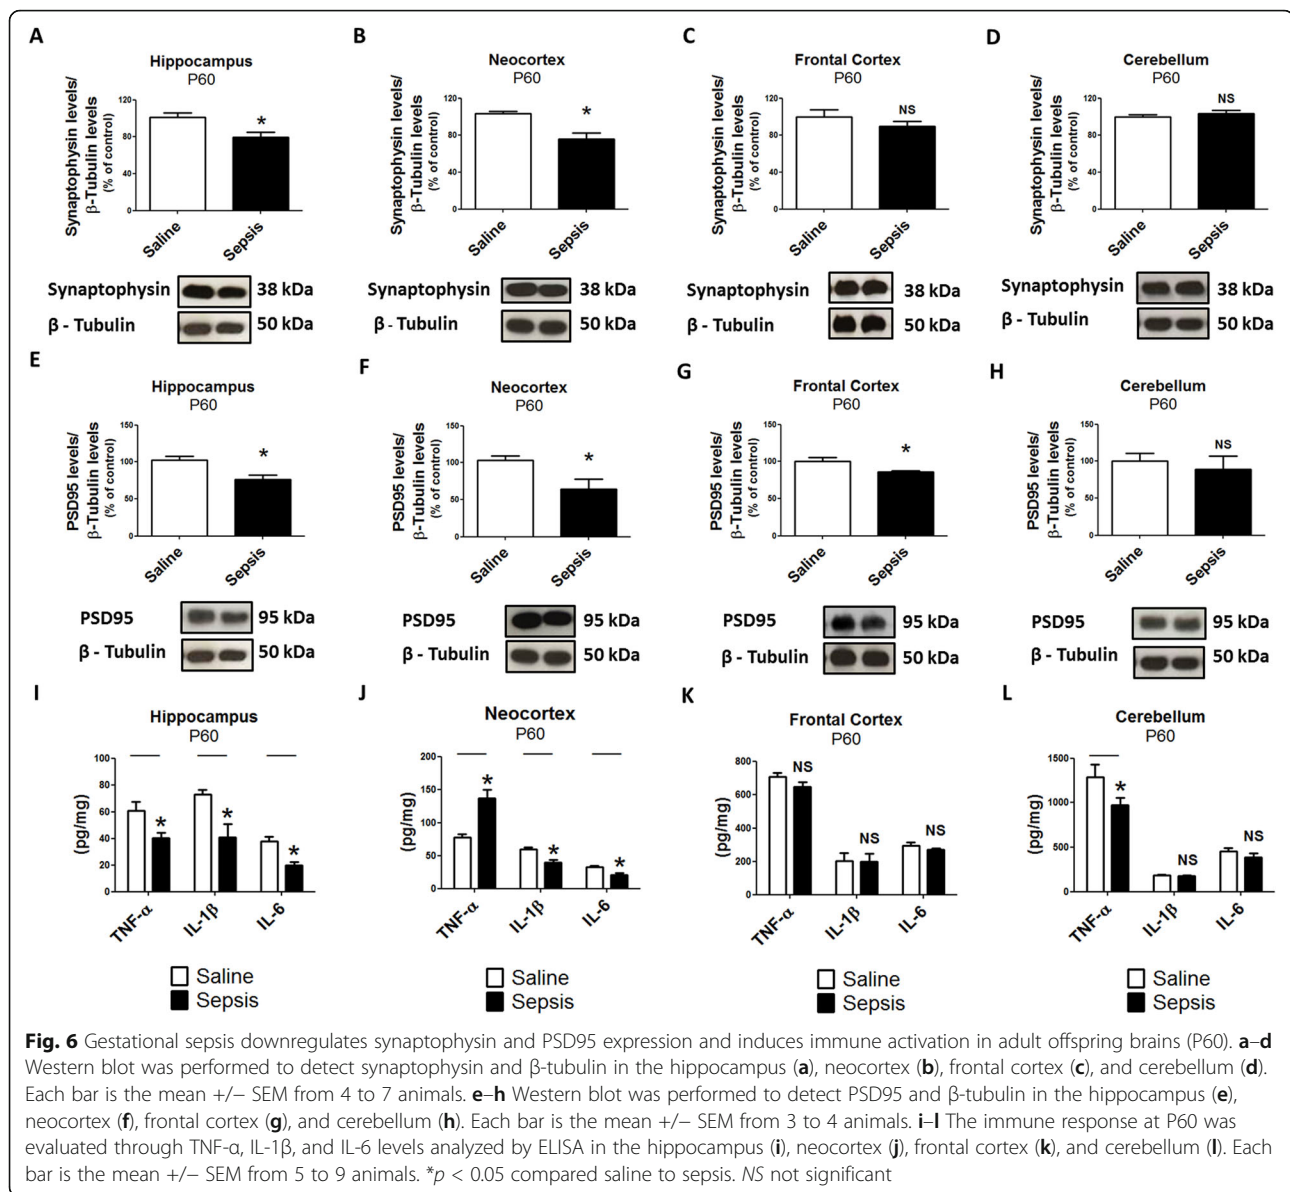 A
Hippocampus
P60
Synaptophysin levels/
β-Tubulin levels
(% of control)
120
80
40
0
Saline
Sepsis
*
Synaptophysin
38 kDa
β - Tubulin
50 kDa
B
Neocortex
P60
Synaptophysin levels/
β-Tubulin levels
(% of control)
120
80
40
0
Saline
Sepsis
*
Synaptophysin
38 kDa
β - Tubulin
50 kDa
C
Frontal Cortex
P60
Synaptophysin levels/
β-Tubulin levels
(% of control)
120
80
40
0
Saline
Sepsis
NS
Synaptophysin
38 kDa
β - Tubulin
50 kDa
D
Cerebellum
P60
Synaptophysin levels/
β-Tubulin levels
(% of control)
120
80
40
0
Saline
Sepsis
NS
Synaptophysin
38 kDa
β - Tubulin
50 kDa
E
Hippocampus
P60
PSD95 levels/
β-Tubulin levels
(% of control)
150
100
50
0
Saline
Sepsis
*
PSD95
95 kDa
β - Tubulin
50 kDa
F
Neocortex
P60
PSD95 levels/
β-Tubulin levels
(% of control)
150
100
50
0
Saline
Sepsis
*
PSD95
95 kDa
β - Tubulin
50 kDa
G
Frontal Cortex
P60
PSD95 levels/
β-Tubulin levels
(% of control)
150
100
50
0
Saline
Sepsis
*
PSD95
95 kDa
β - Tubulin
50 kDa
H
Cerebellum
P60
PSD95 levels/
β-Tubulin levels
(% of control)
150
100
50
0
Saline
Sepsis
NS
PSD95
95 kDa
β - Tubulin
50 kDa
I
Hippocampus
P60
(pg/mg)
100
80
60
40
20
0
* * *
TNF-α
IL-1β
IL-6
Saline
Sepsis
J
Neocortex
P60
(pg/mg)
200
150
100
50
0
* * *
TNF-α
IL-1β
IL-6
Saline
Sepsis
K
Frontal Cortex
P60
(pg/mg)
800
600
400
200
0
NS NS NS
TNF-α
IL-1β
IL-6
Saline
Sepsis
L
Cerebellum
P60
(pg/mg)
1500
1000
500
0
* NS NS
TNF-α
IL-1β
IL-6
Saline
Sepsis
Fig. 6 Gestational sepsis downregulates synaptophysin and PSD95 expression and induces immune activation in adult offspring brains (P60). a–d
Western blot was performed to detect synaptophysin and β-tubulin in the hippocampus (a), neocortex (b), frontal cortex (c), and cerebellum (d).
Each bar is the mean +/− SEM from 4 to 7 animals. e–h Western blot was performed to detect PSD95 and β-tubulin in the hippocampus (e),
neocortex (f), frontal cortex (g), and cerebellum (h). Each bar is the mean +/− SEM from 3 to 4 animals. i–l The immune response at P60 was
evaluated through TNF-α, IL-1β, and IL-6 levels analyzed by ELISA in the hippocampus (i), neocortex (j), frontal cortex (k), and cerebellum (l). Each
bar is the mean +/− SEM from 5 to 9 animals. *p < 0.05 compared saline to sepsis. NS not significant